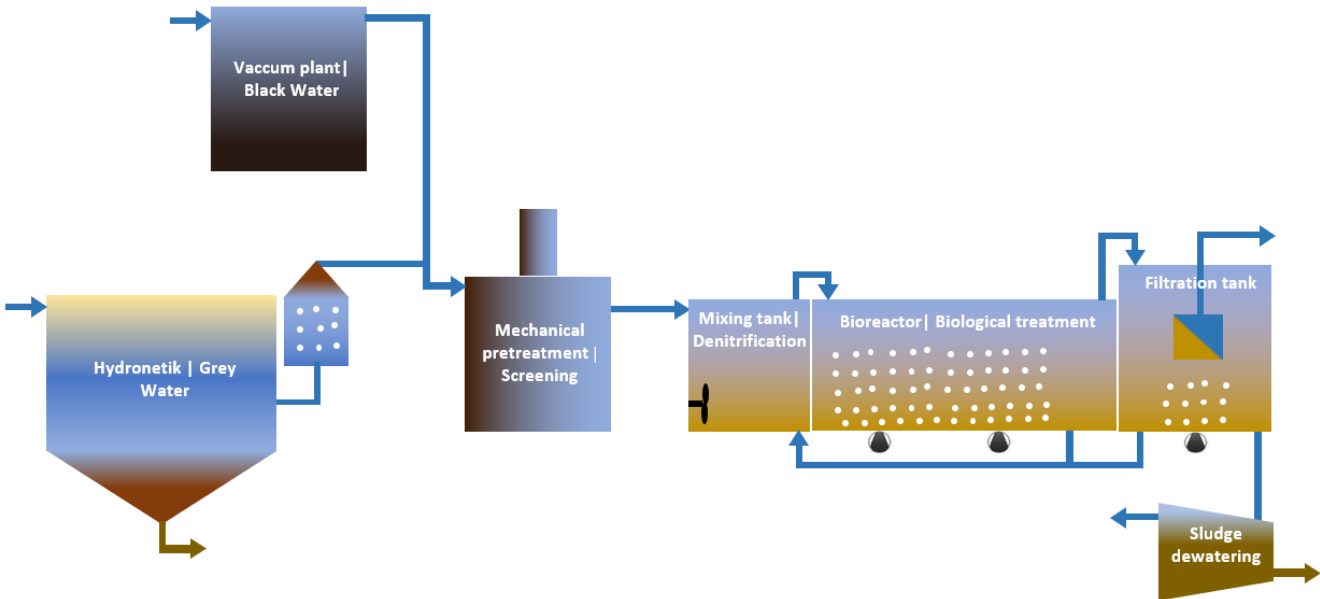 Vaccum plant|
Black Water
Hydronetik | Grey
Water
Mechanical
pretreatment |
Screening
Mixing tank|
Denitrification
Bioreactor| Biological treatment
Filtration tank
Sludge
dewatering